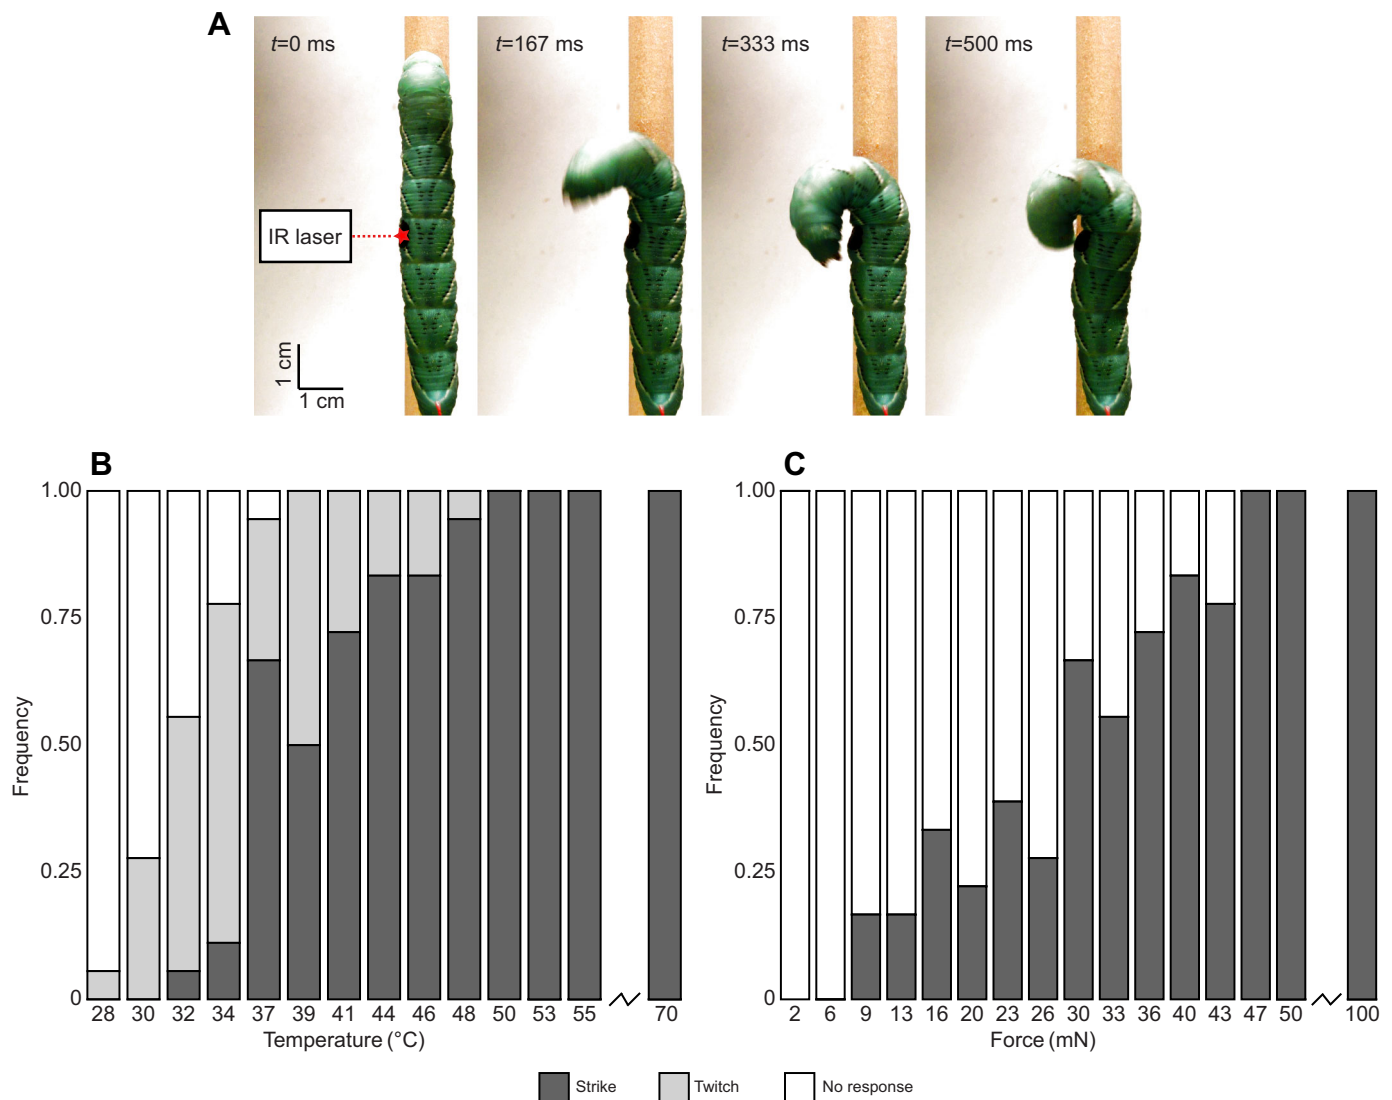 A
t=0 ms
t=167 ms
t=333 ms
t=500 ms
IR laser
1 cm
1 cm
B
Frequency
1.00
0.75
0.50
0.25
0
28 30 32 34 37 39 41 44 46 48 50 53 55 70
Temperature (°C)
C
Frequency
1.00
0.75
0.50
0.25
0
2 6 9 13 16 20 23 26 30 33 36 40 43 47 50 100
Force (mN)
Strike Twitch No response